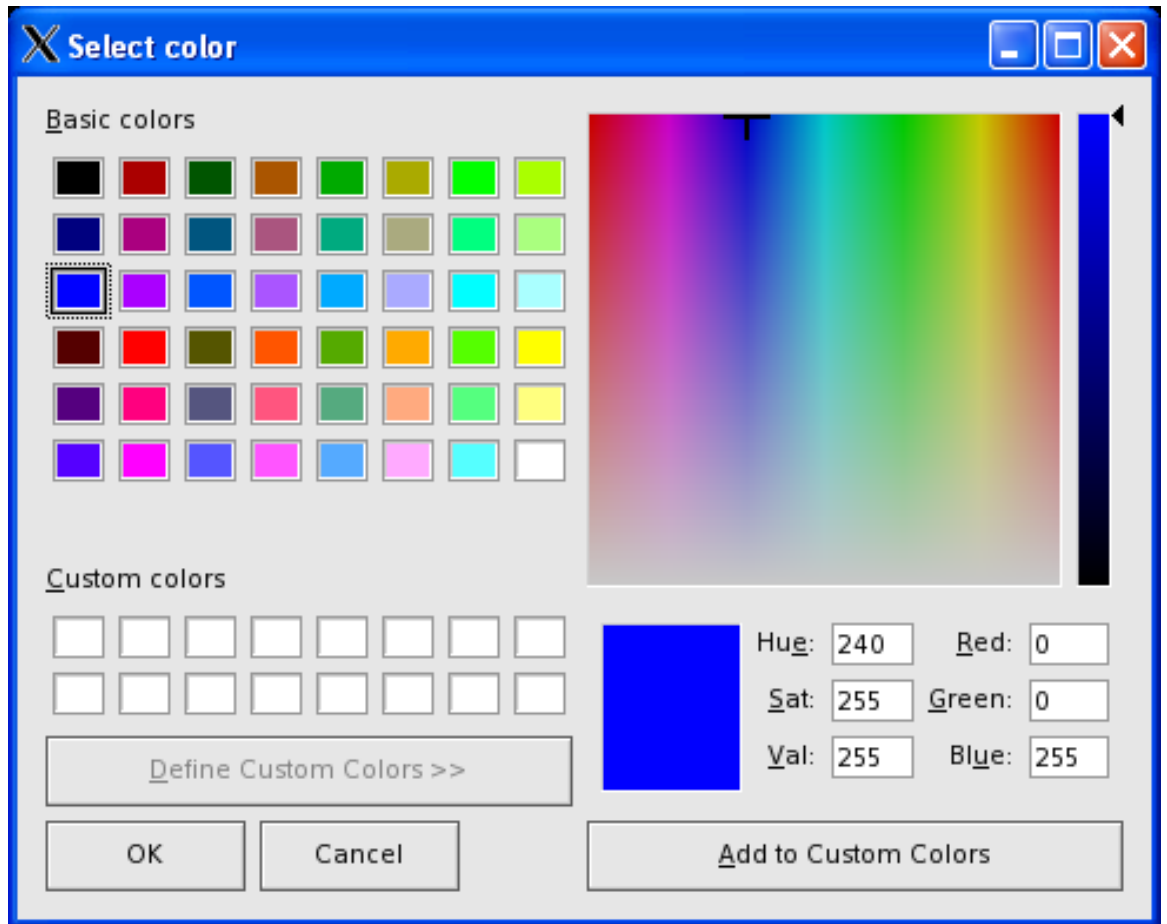 Select color
Basic colors
Custom colors
Define Custom Colors >>
OK
Cancel
Hue: 240 Red: 0
Sat: 255 Green: 0
Val: 255 Blue: 255
Add to Custom Colors